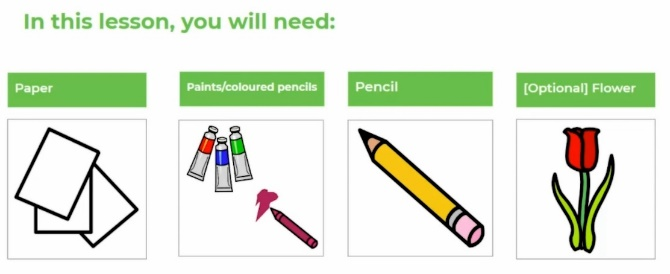 In this lesson, you will need:
Paper
Paints/coloured pencils
Pencil
[Optional] Flower